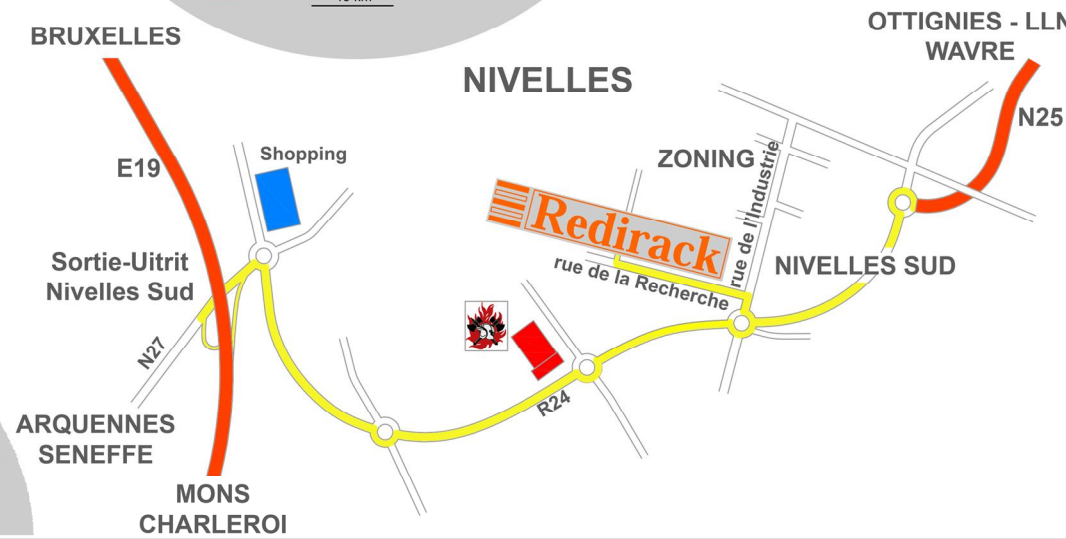 BRUXELLES
OTTIGNIES - LLN
WAVRE
NIVELLES
N25
Shopping
ZONING
E19
rue de l'Industrie
Redirack
Sortie-Uitrit
Nivelles Sud
rue de la Recherche
NIVELLES SUD
N27
R24
ARQUENNES
SENEFFE
MONS
CHARLEROI